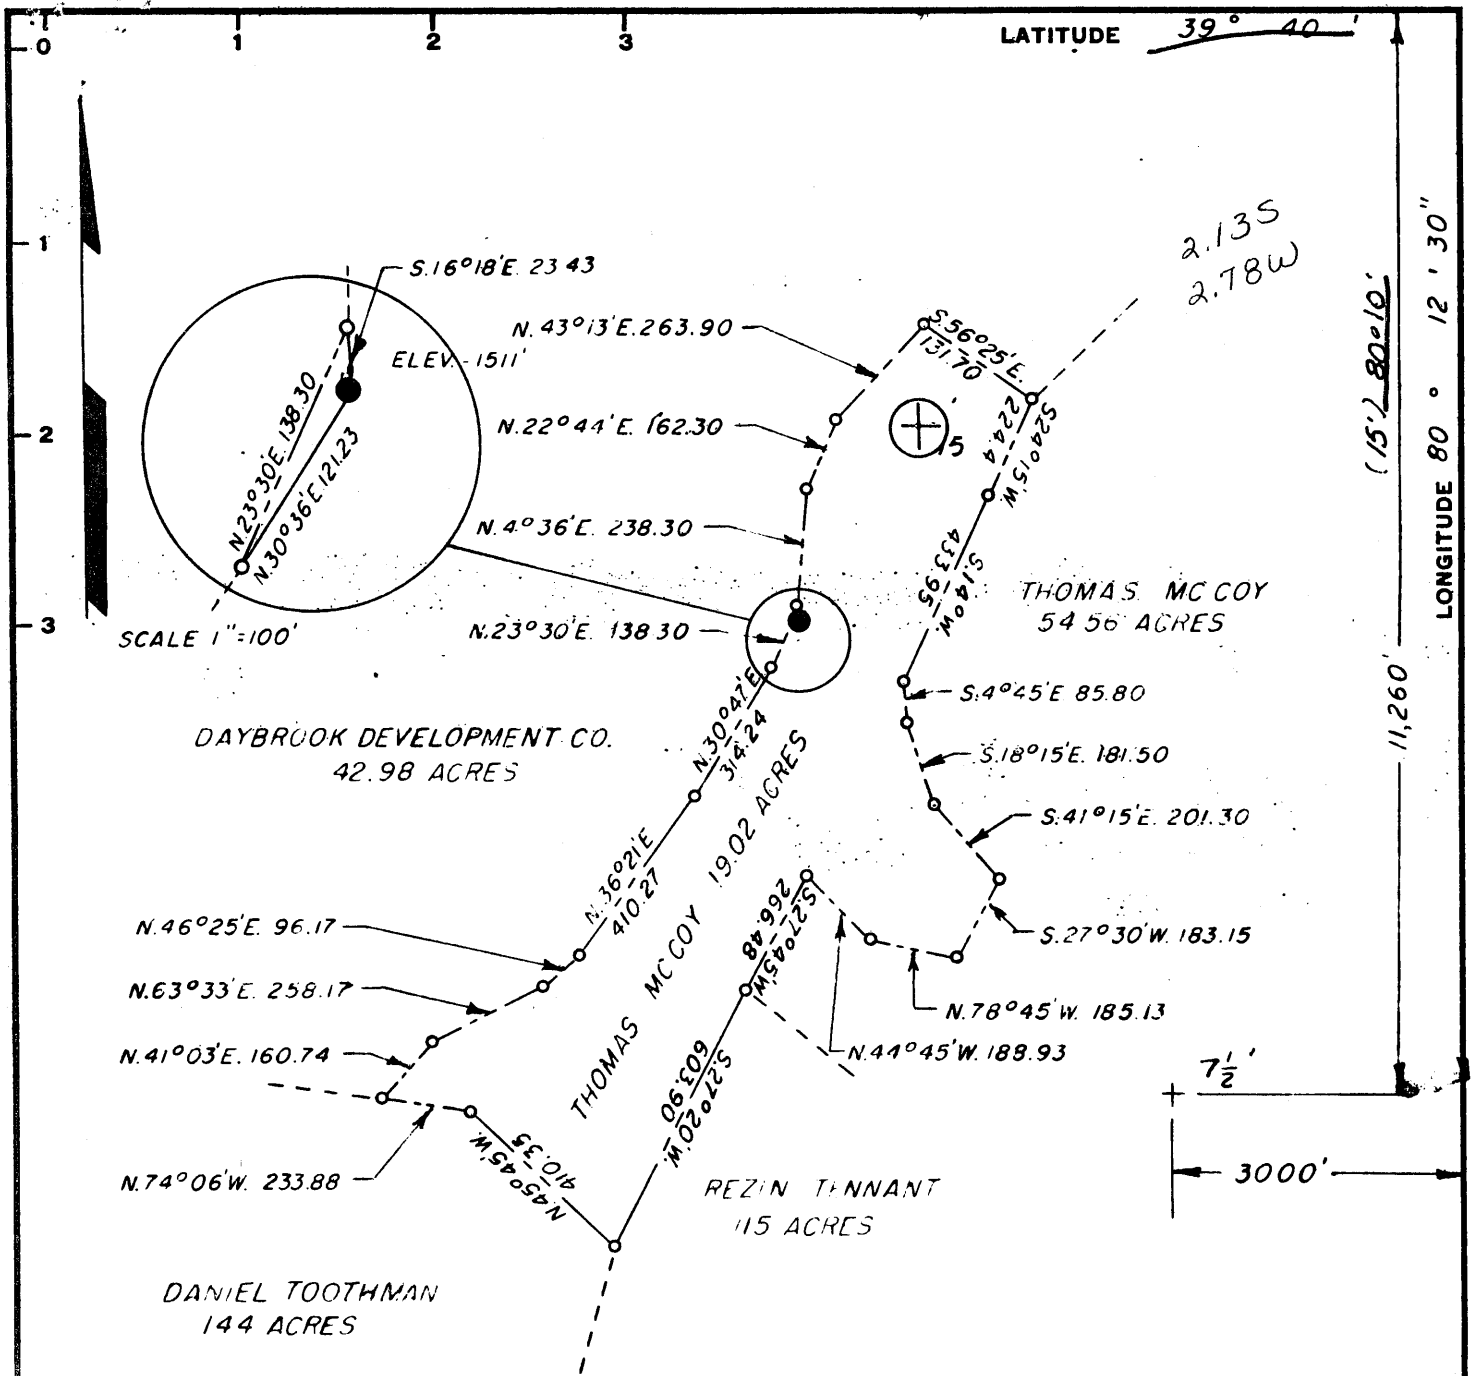 0 1 2 3
LATITUDE 39° 40'
1
2
3
2.13S
2.78W
(15') 80°10'
LONGITUDE 80° 12' 30"
11,260'
S.16°18'E. 23 43
ELEV.-1511'
N.23°30'E. 138.30
N.30°36'E. 121.23
SCALE 1"=100'
N.43°13'E. 263.90
S.56°25'E.
131.70
N.22°44'E. 162.30
15'
S24°15'W.
224.4
N.4°36'E. 238.30
S.14°W.
433 95
THOMAS MC COY
54 56 ACRES
N.23°30'E. 138.30
S.4°45'E 85.80
N.30°47'E
314.24
DAYBROOK DEVELOPMENT CO.
42.98 ACRES
S.18°15'E. 181.50
S.41°15'E. 201.30
N.36°21'E
410.27
THOMAS MC COY 19.02 ACRES
S.27°45'W.
266.48
N.46°25'E. 96.17
S.27°30'W. 183.15
N.63°33'E. 258.17
N.78°45'W. 185.13
N.41°03'E. 160.74
N.44°45'W. 188.93
7½'
S.27°20'W.
603.90
N.45°45'W.
410.35
N.74°06'W. 233.88
3000'
REZIN TENNANT
115 ACRES
DANIEL TOOTHMAN
144 ACRES